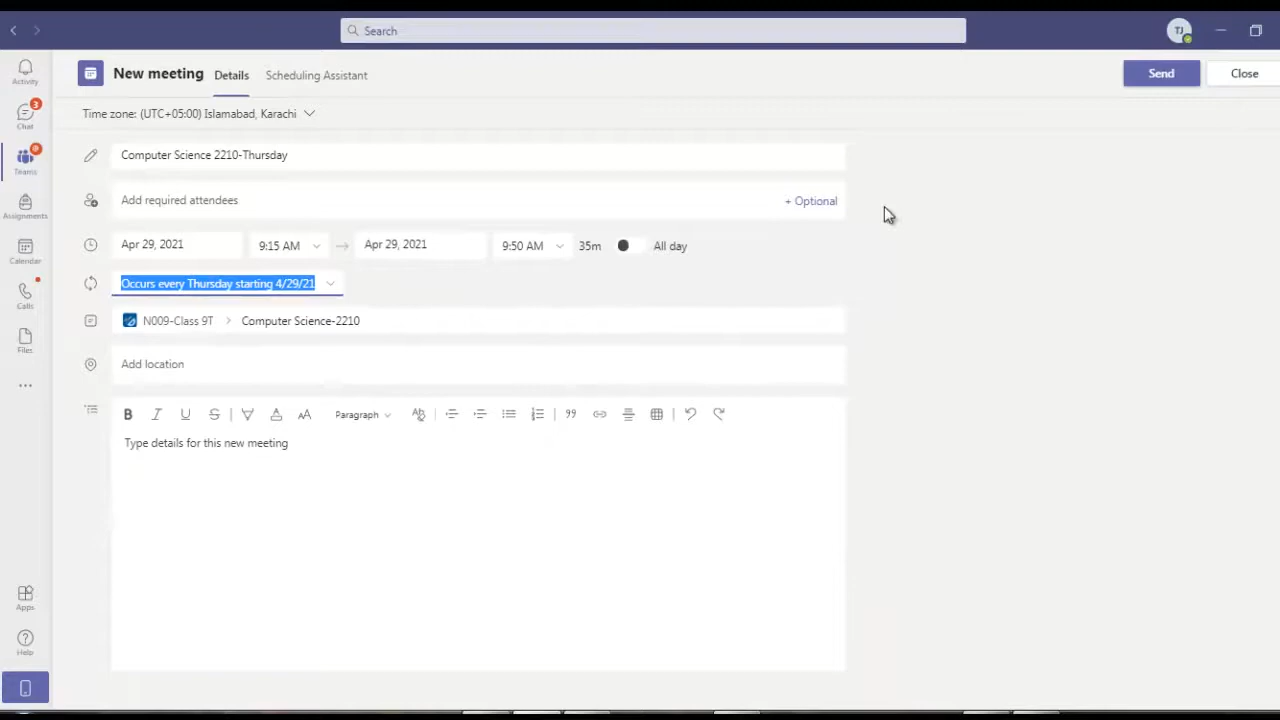 Search
TJ
Activity
Chat
3
Teams
Assignments
Calendar
Calls
Files
Apps
Help
New meeting
Details
Scheduling Assistant
Send
Close
Time zone: (UTC+05:00) Islamabad, Karachi
Computer Science 2210-Thursday
Add required attendees
+ Optional
Apr 29, 2021 9:15 AM Apr 29, 2021 9:50 AM 35m All day
Occurs every Thursday starting 4/29/21
N009-Class 9T > Computer Science-2210
Add location
B I U S A AA Paragraph
Type details for this new meeting